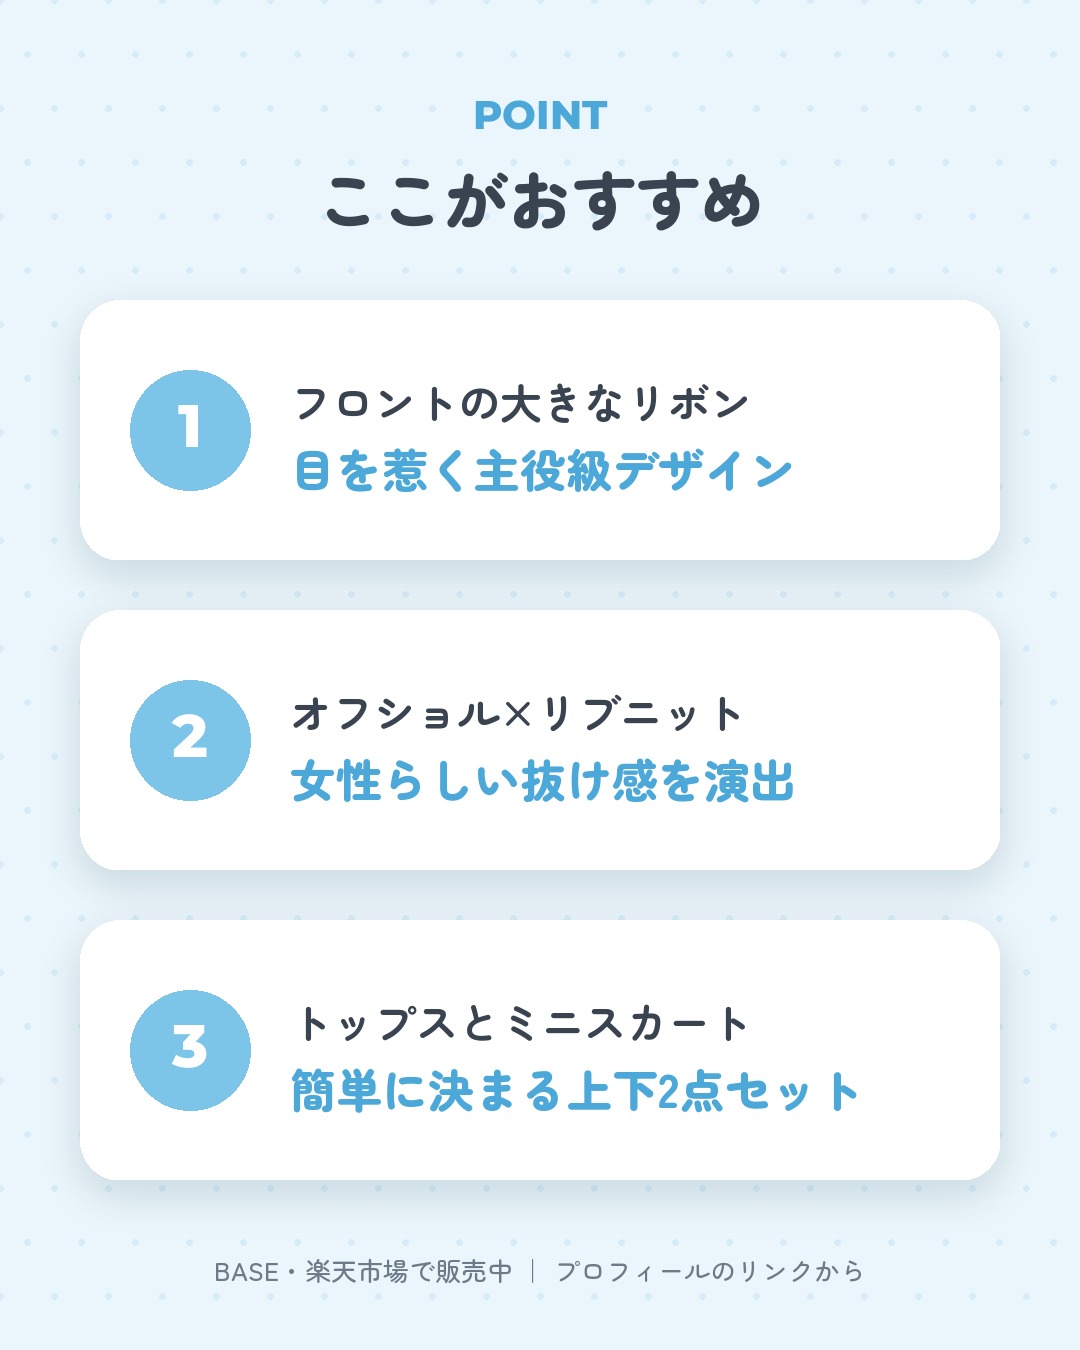 POINT
ここがおすすめ
1
フロントの大きなリボン
目を惹く主役級デザイン
2
オフショル×リブニット
女性らしい抜け感を演出
3
トップスとミニスカート
簡単に決まる上下2点セット
BASE・楽天市場で販売中 | プロフィールのリンクから